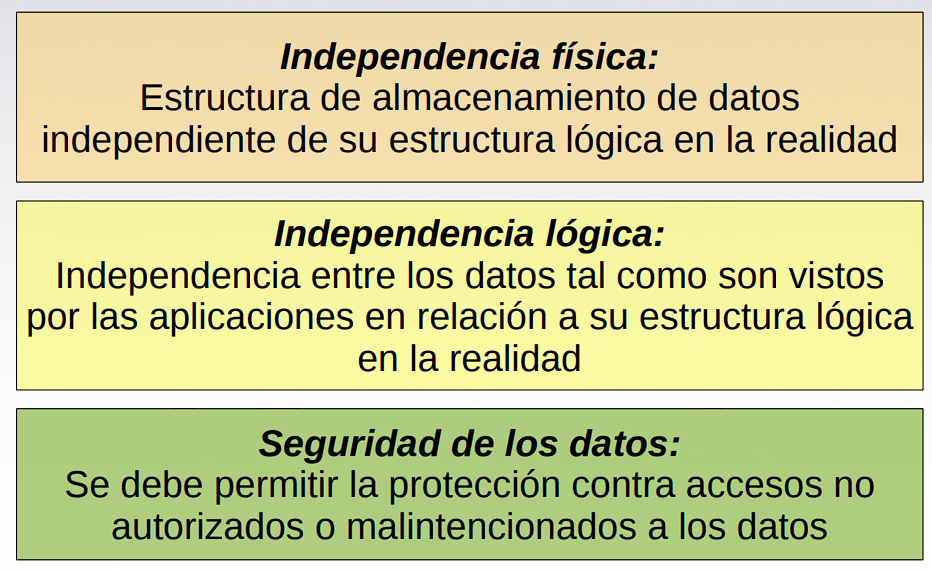 Independencia física:
Estructura de almacenamiento de datos
independiente de su estructura lógica en la realidad
Independencia lógica:
Independencia entre los datos tal como son vistos
por las aplicaciones en relación a su estructura lógica
en la realidad
Seguridad de los datos:
Se debe permitir la protección contra accesos no
autorizados o malintencionados a los datos